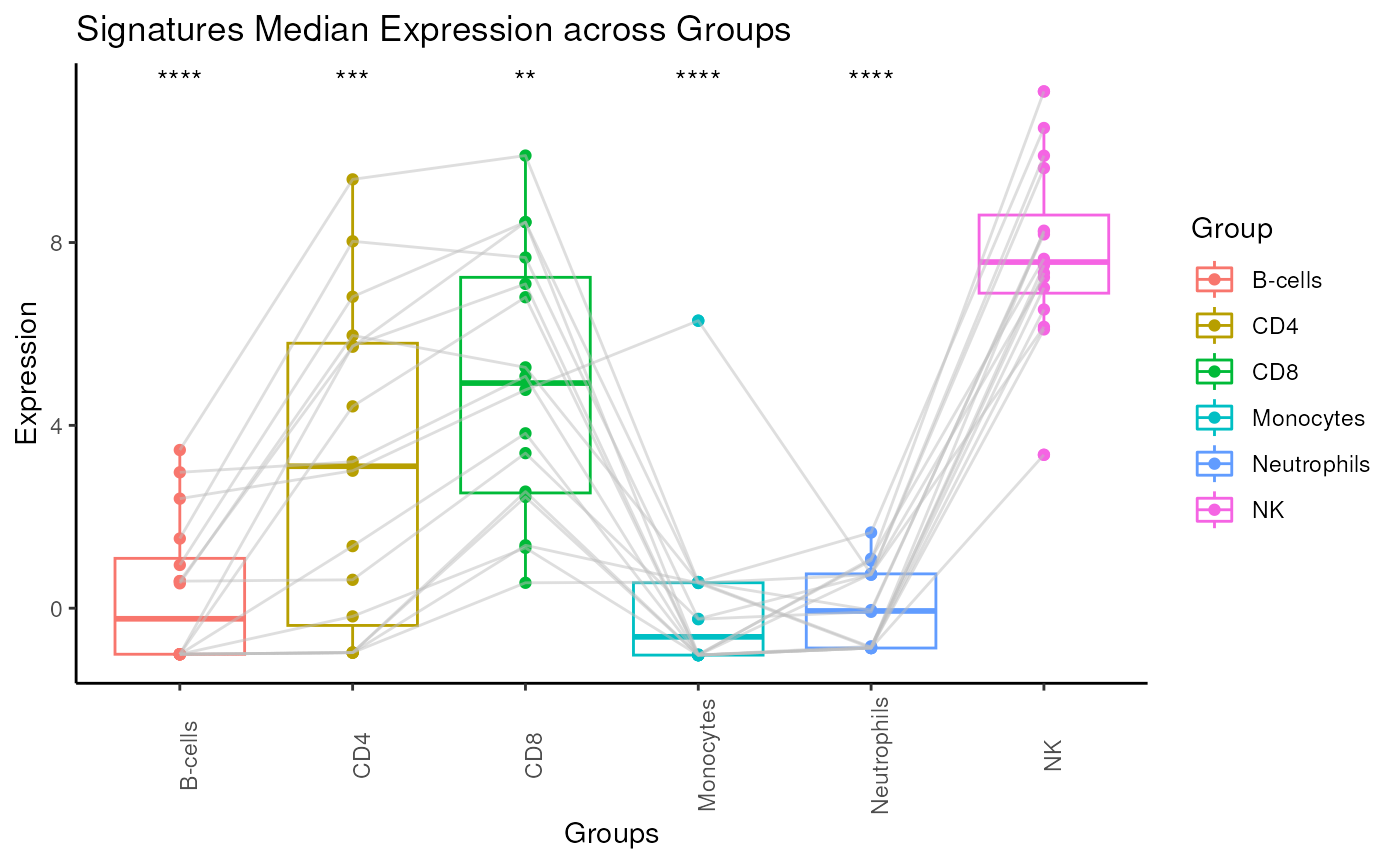 Signatures Median Expression across Groups
**** *** ** **** ****
Expression
8
4
0
B-cells CD4 CD8 Monocytes Neutrophils NK
Groups
Group
B-cells
CD4
CD8
Monocytes
Neutrophils
NK